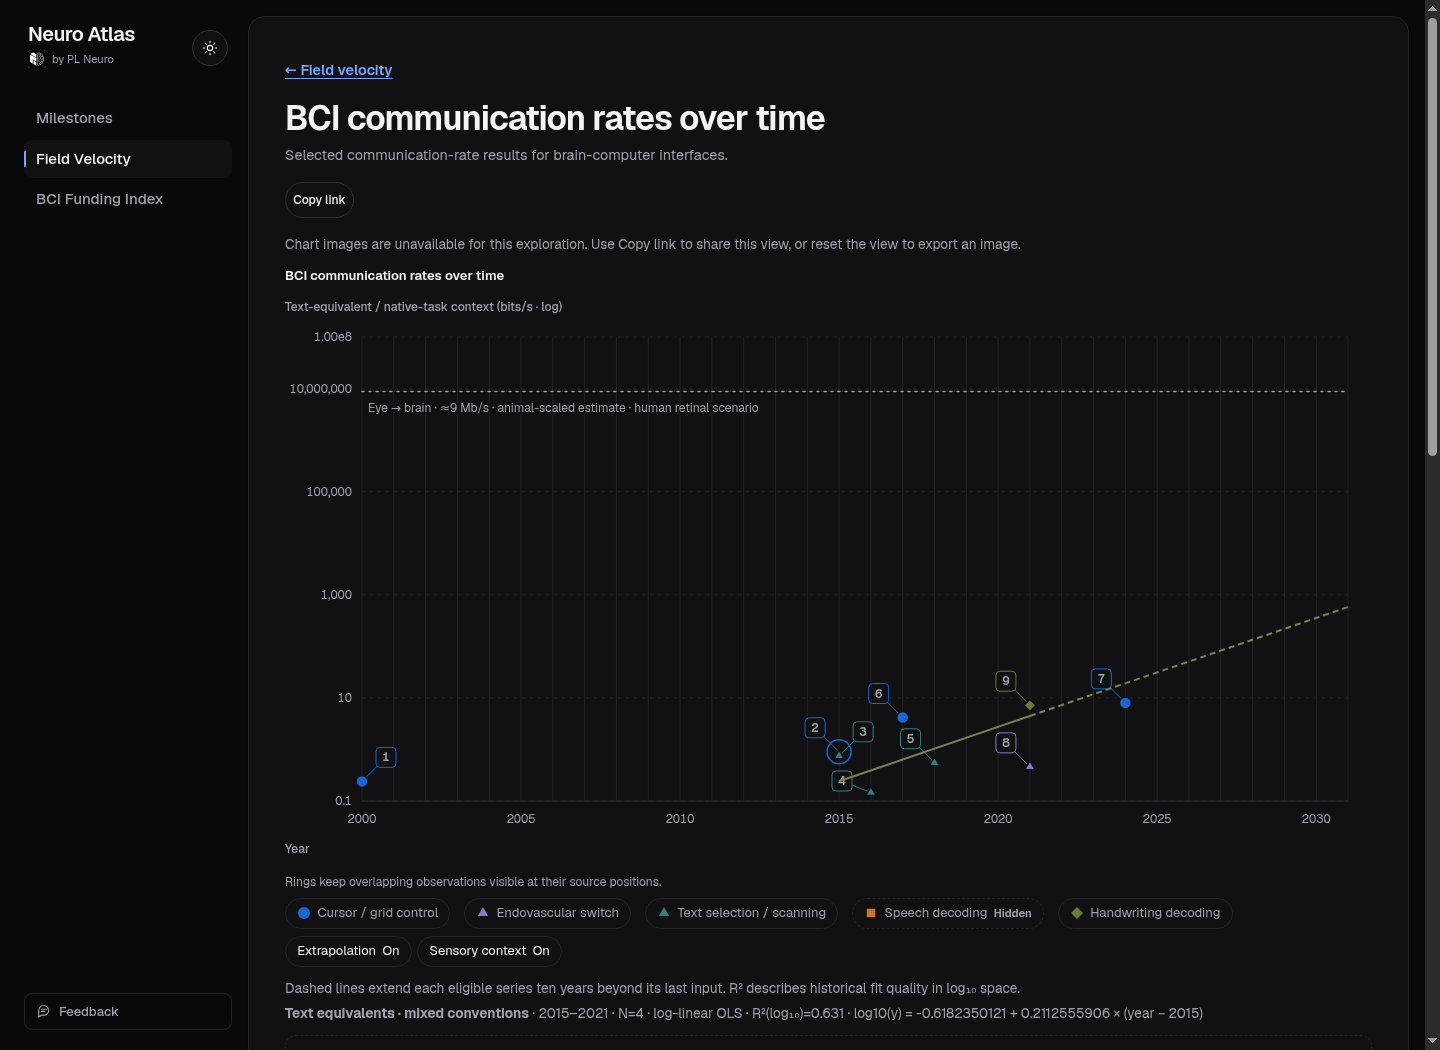 Neuro Atlas
by PL Neuro
Milestones
Field Velocity
BCI Funding Index
Feedback
← Field velocity
BCI communication rates over time
Selected communication-rate results for brain-computer interfaces.
Copy link
Chart images are unavailable for this exploration. Use Copy link to share this view, or reset the view to export an image.
BCI communication rates over time
Text-equivalent / native-task context (bits/s · log)
1.00e8
10,000,000
Eye → brain · ≈9 Mb/s · animal-scaled estimate · human retinal scenario
100,000
1,000
10
0.1
9
7
6
2
3
5
8
1
4
2000 2005 2010 2015 2020 2025 2030
Year
Rings keep overlapping observations visible at their source positions.
Cursor / grid control Endovascular switch Text selection / scanning Speech decoding Hidden Handwriting decoding
Extrapolation On Sensory context On
Dashed lines extend each eligible series ten years beyond its last input. R² describes historical fit quality in log₁₀ space.
Text equivalents · mixed conventions · 2015–2021 · N=4 · log-linear OLS · R²(log₁₀)=0.631 · log10(y) = -0.6182350121 + 0.2112555906 × (year − 2015)